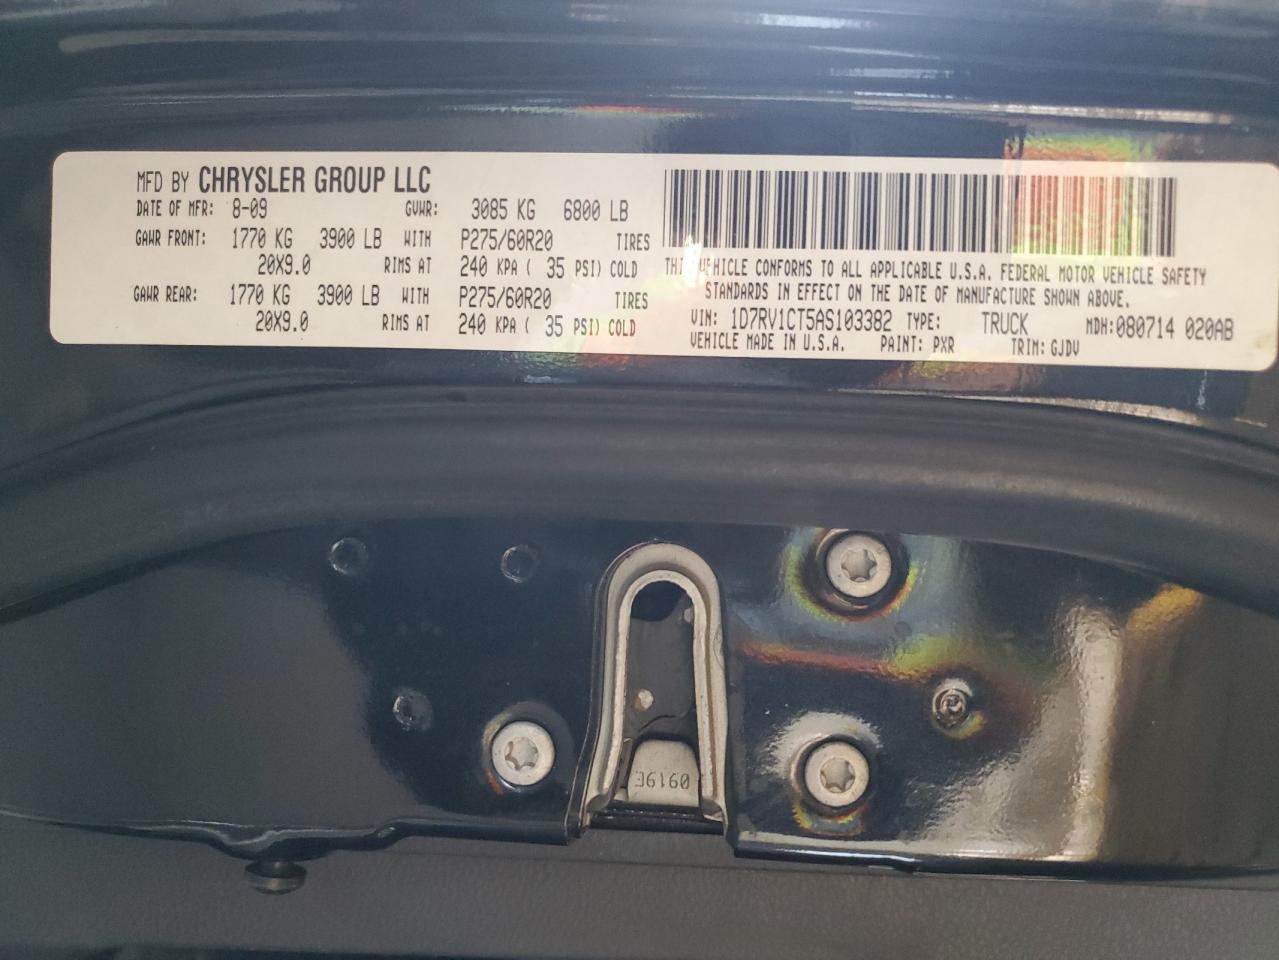 MFD BY CHRYSLER GROUP LLC
DATE OF MFR: 8-09 GVWR: 3085 KG 6800 LB
GAWR FRONT: 1770 KG 3900 LB WITH P275/60R20 TIRES
20X9.0 RIMS AT 240 KPA ( 35 PSI) COLD
GAWR REAR: 1770 KG 3900 LB WITH P275/60R20 TIRES
20X9.0 RIMS AT 240 KPA ( 35 PSI) COLD
THIS VEHICLE CONFORMS TO ALL APPLICABLE U.S.A. FEDERAL MOTOR VEHICLE SAFETY
STANDARDS IN EFFECT ON THE DATE OF MANUFACTURE SHOWN ABOVE.
VIN: 1D7RV1CT5AS103382 TYPE: TRUCK MDH:080714 020AB
VEHICLE MADE IN U.S.A. PAINT: PXR TRIM: GJDV
0919E